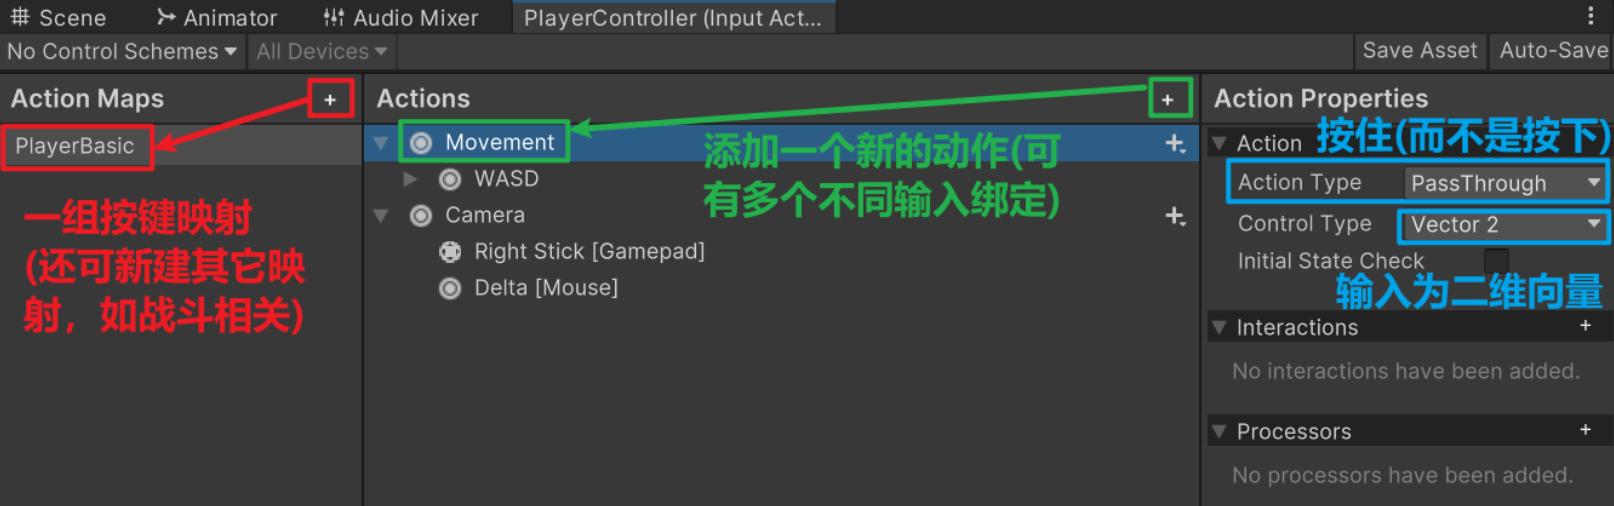 Scene
Animator
Audio Mixer
PlayerController (Input Act...
No Control Schemes
All Devices
Save Asset
Auto-Save
Action Maps
+
PlayerBasic
一组按键映射
(还可新建其它映
射，如战斗相关)
Actions
+
Movement
WASD
Camera
Right Stick [Gamepad]
Delta [Mouse]
添加一个新的动作(可
有多个不同输入绑定)
Action Properties
Action
按住(而不是按下)
Action Type
PassThrough
Control Type
Vector 2
Initial State Check
输入为二维向量
Interactions
+
No interactions have been added.
Processors
+
No processors have been added.